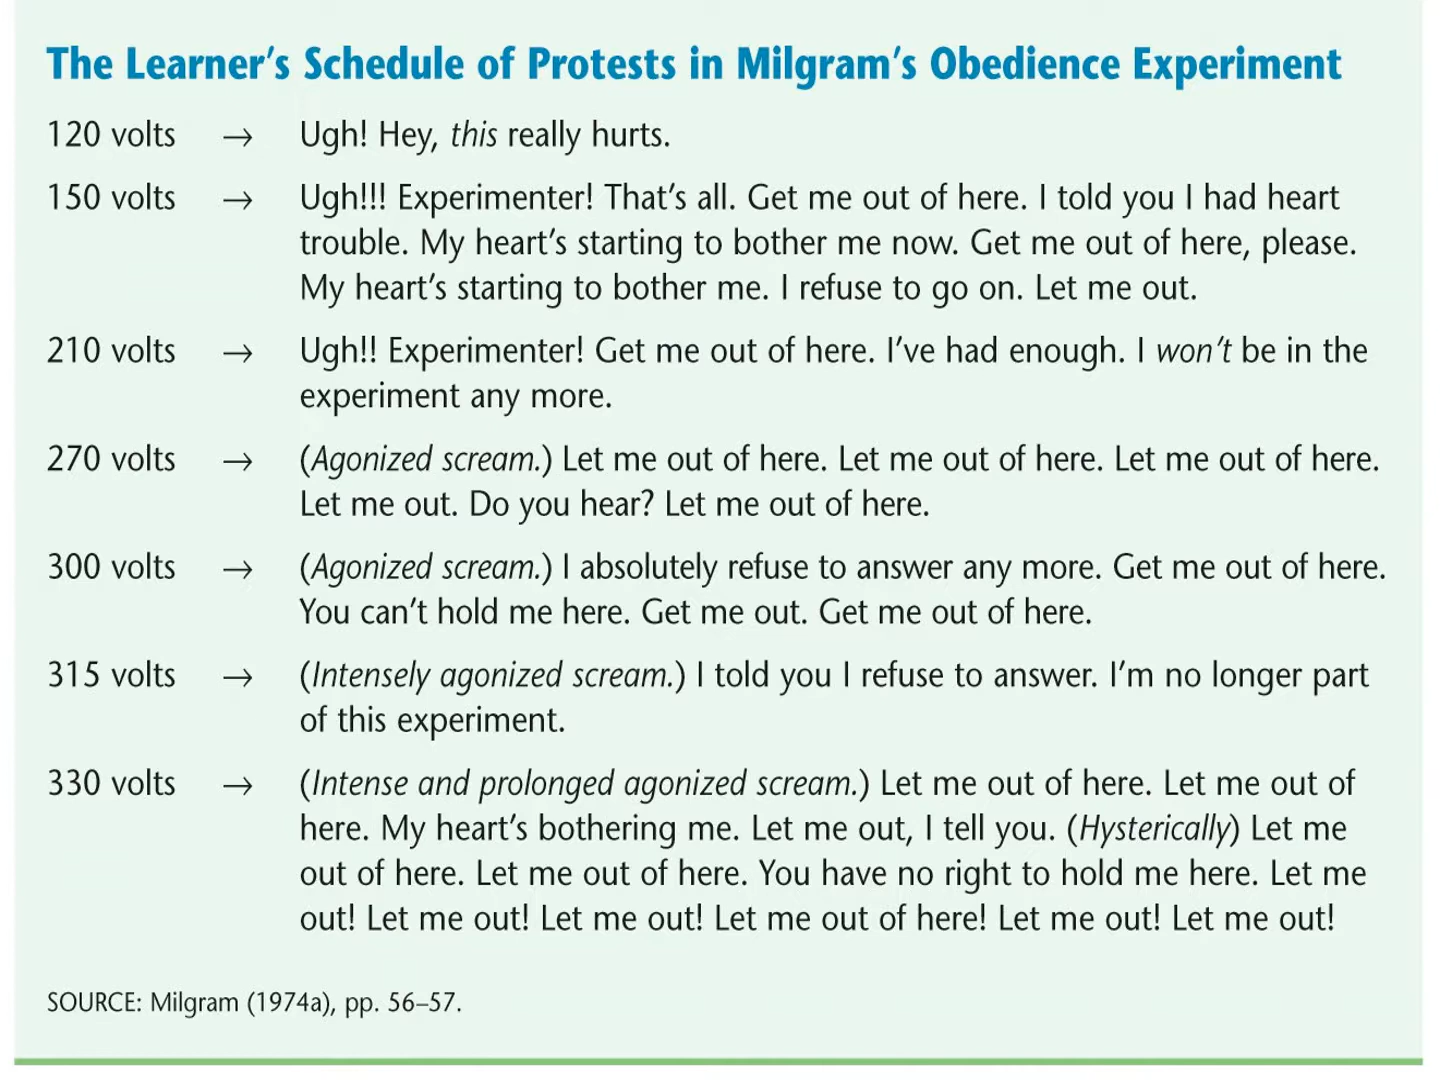 The Learner's Schedule of Protests in Milgram's Obedience Experiment
120 volts → Ugh! Hey, this really hurts.
150 volts → Ugh!!! Experimenter! That's all. Get me out of here. I told you I had heart
trouble. My heart's starting to bother me now. Get me out of here, please.
My heart's starting to bother me. I refuse to go on. Let me out.
210 volts → Ugh!! Experimenter! Get me out of here. I've had enough. I won't be in the
experiment any more.
270 volts → (Agonized scream.) Let me out of here. Let me out of here. Let me out of here.
Let me out. Do you hear? Let me out of here.
300 volts → (Agonized scream.) I absolutely refuse to answer any more. Get me out of here.
You can't hold me here. Get me out. Get me out of here.
315 volts → (Intensely agonized scream.) I told you I refuse to answer. I'm no longer part
of this experiment.
330 volts → (Intense and prolonged agonized scream.) Let me out of here. Let me out of
here. My heart's bothering me. Let me out, I tell you. (Hysterically) Let me
out of here. Let me out of here. You have no right to hold me here. Let me
out! Let me out! Let me out! Let me out of here! Let me out! Let me out!
SOURCE: Milgram (1974a), pp. 56–57.